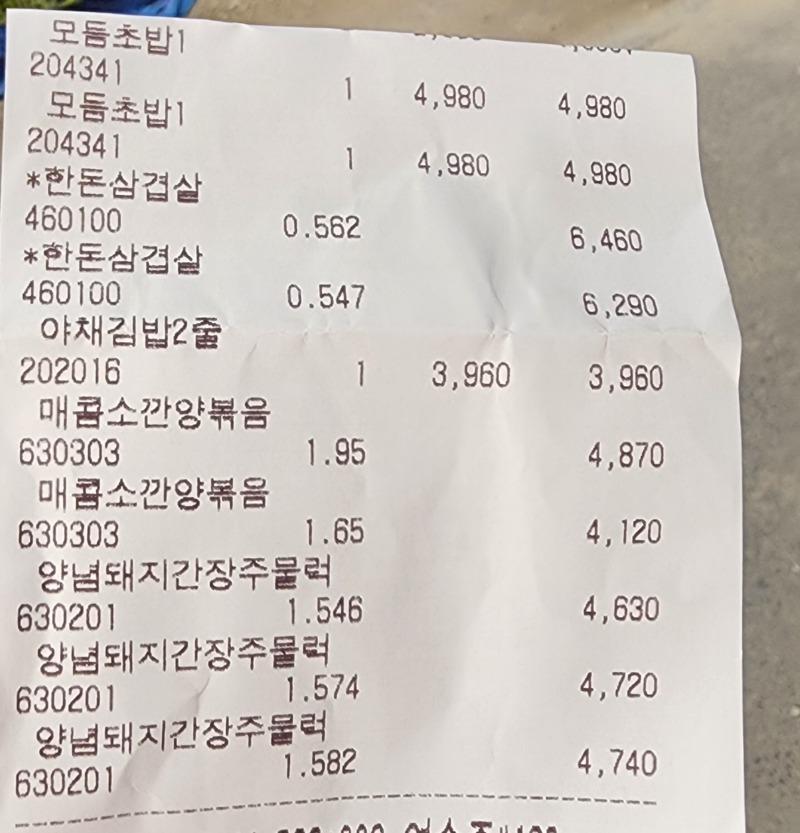 모듬초밥1
204341 1 4,980 4,980
모듬초밥1
204341 1 4,980 4,980
*한돈삼겹살
460100 0.562 6,460
*한돈삼겹살
460100 0.547 6,290
야채김밥2줄
202016 1 3,960 3,960
매콤소깐양볶음
630303 1.95 4,870
매콤소깐양볶음
630303 1.65 4,120
양념돼지간장주물럭
630201 1.546 4,630
양념돼지간장주물럭
630201 1.574 4,720
양념돼지간장주물럭
630201 1.582 4,740